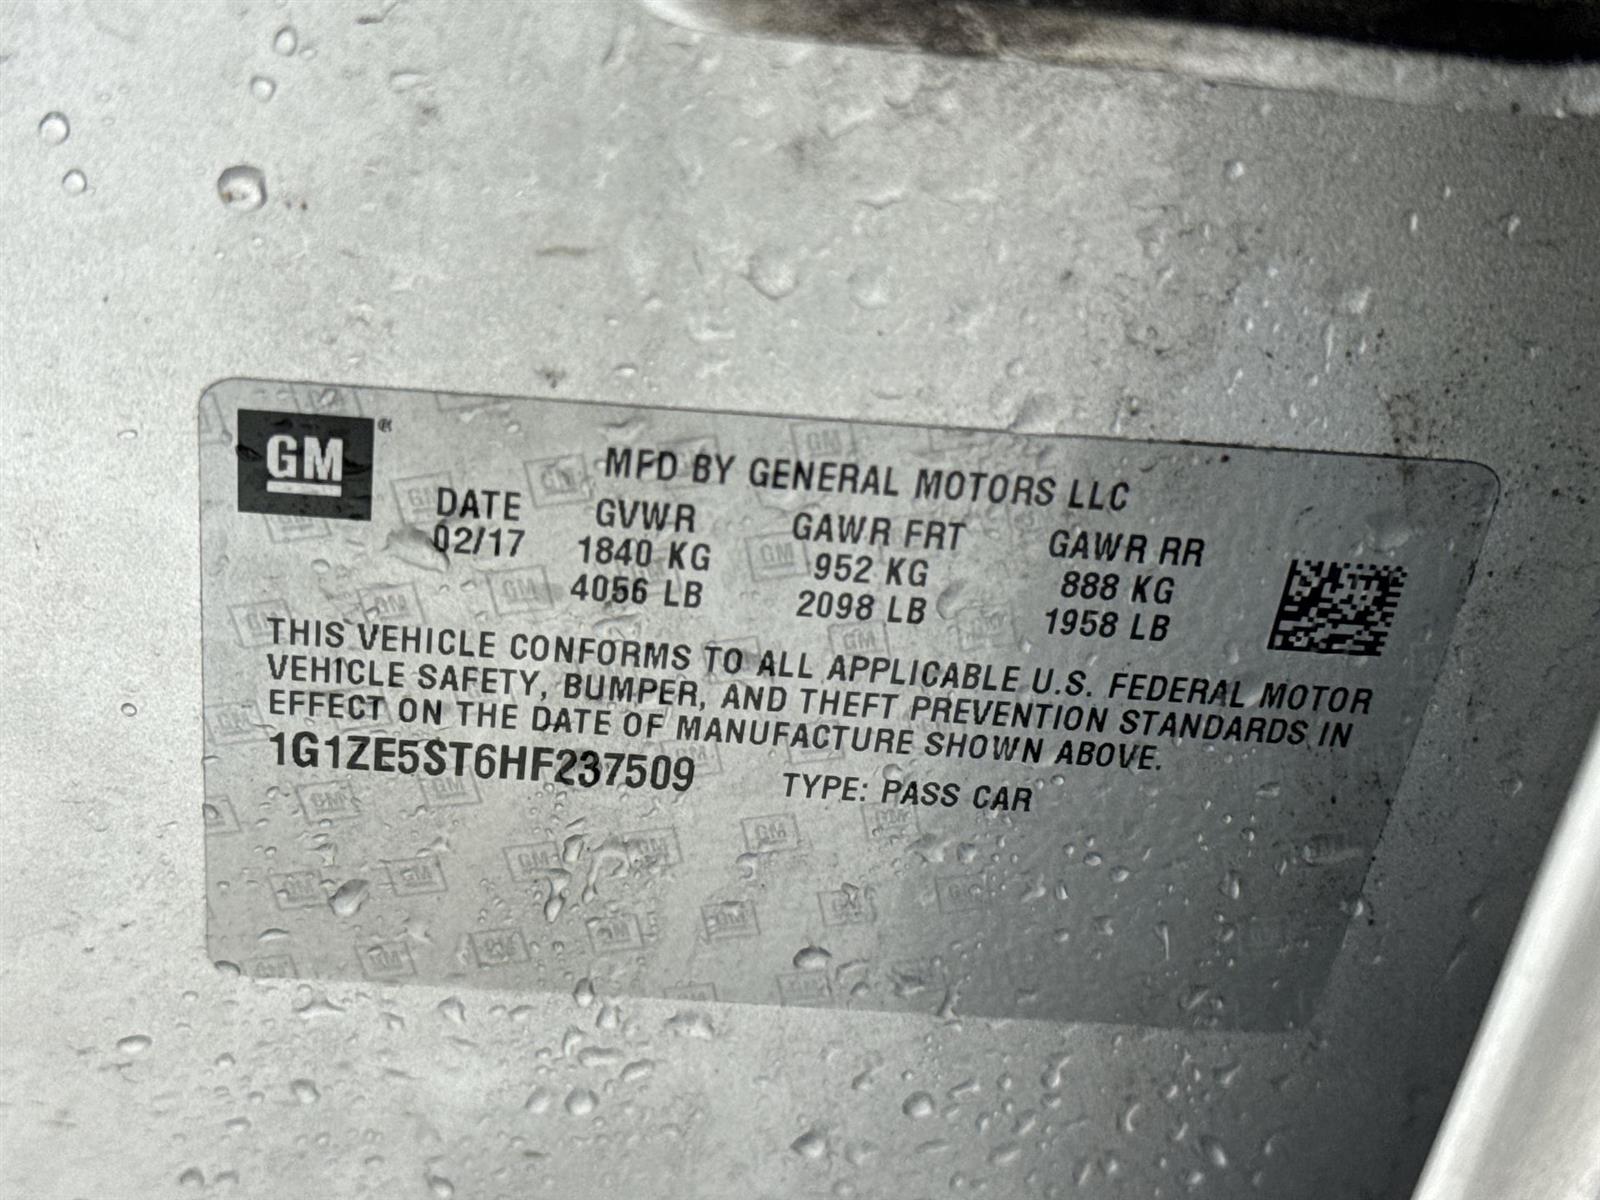 GM®
MFD BY GENERAL MOTORS LLC
DATE GVWR GAWR FRT GAWR RR
02/17 1840 KG 952 KG 888 KG
4056 LB 2098 LB 1958 LB
THIS VEHICLE CONFORMS TO ALL APPLICABLE U.S. FEDERAL MOTOR
VEHICLE SAFETY, BUMPER, AND THEFT PREVENTION STANDARDS IN
EFFECT ON THE DATE OF MANUFACTURE SHOWN ABOVE.
1G1ZE5ST6HF237509 TYPE: PASS CAR